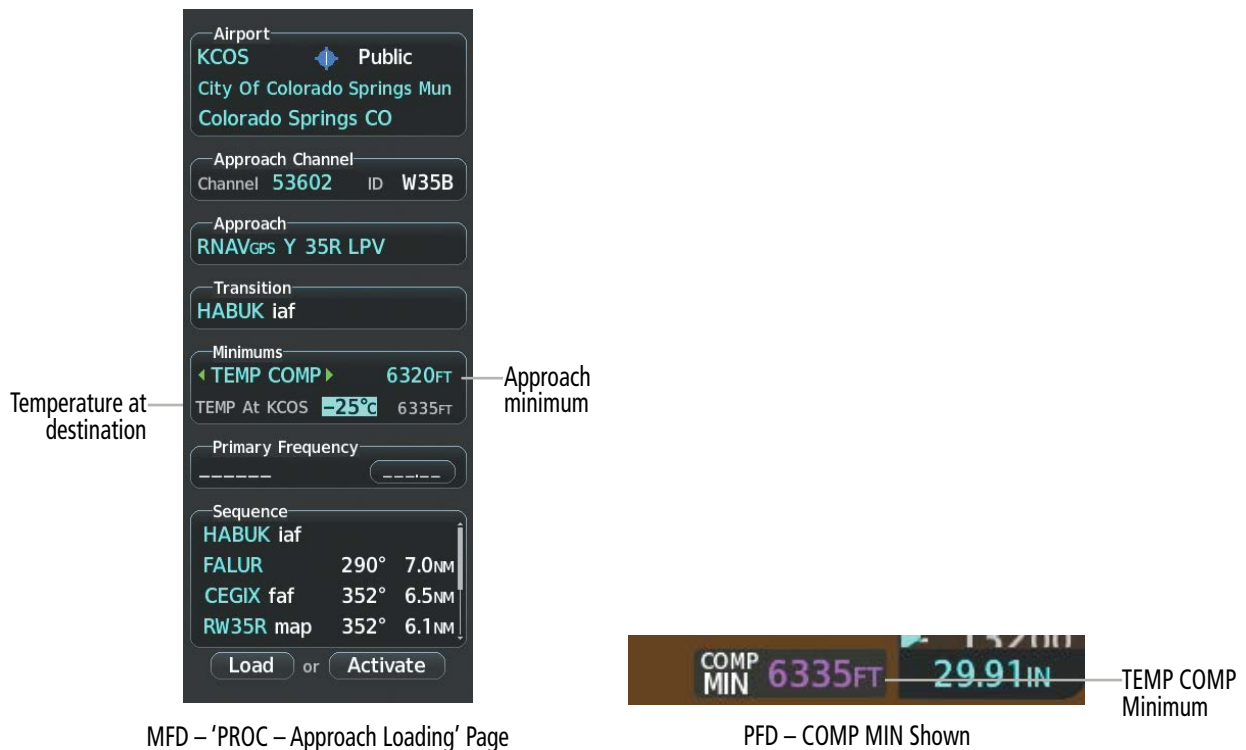 Airport
KCOS Public
City Of Colorado Springs Mun
Colorado Springs CO
Approach Channel
Channel 53602 ID W35B
Approach
RNAVGPS Y 35R LPV
Transition
HABUK iaf
Minimums
TEMP COMP 6320FT
TEMP At KCOS -25°C 6335FT
Temperature at
destination
Approach
minimum
Primary Frequency
______ ___.__
Sequence
HABUK iaf
FALUR 290° 7.0NM
CEGIX faf 352° 6.5NM
RW35R map 352° 6.1NM
Load or Activate
MFD – ‘PROC – Approach Loading’ Page
13200
COMP
MIN 6335FT 29.91IN
TEMP COMP
Minimum
PFD – COMP MIN Shown